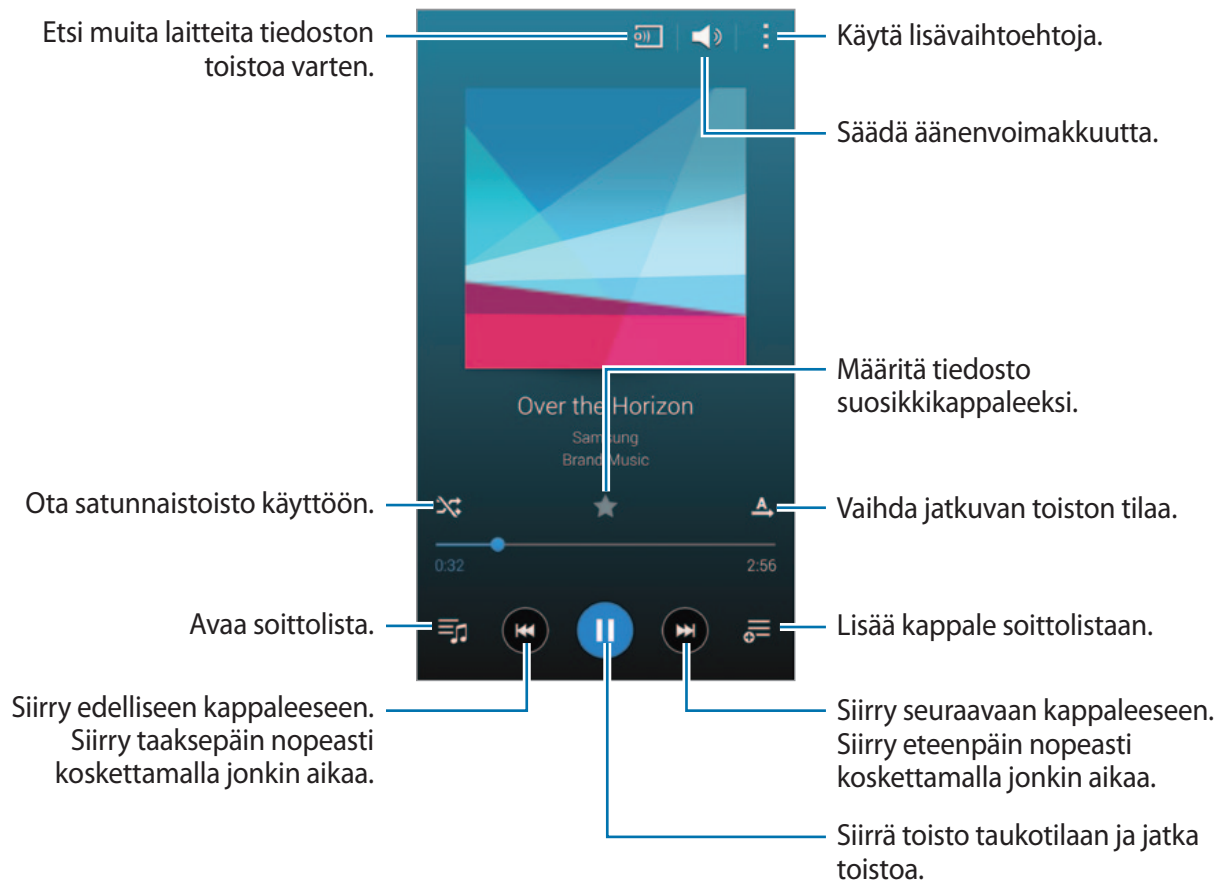 Etsi muita laitteita tiedoston
toistoa varten.
Käytä lisävaihtoehtoja.
Säädä äänenvoimakkuutta.
Määritä tiedosto
suosikkikappaleeksi.
Over the Horizon
Samsung
Brand Music
Ota satunnaistoisto käyttöön.
A
Vaihda jatkuvan toiston tilaa.
0:32
2:56
Avaa soittolista.
Lisää kappale soittolistaan.
Siirry edelliseen kappaleeseen.
Siirry taaksepäin nopeasti
koskettamalla jonkin aikaa.
Siirry seuraavaan kappaleeseen.
Siirry eteenpäin nopeasti
koskettamalla jonkin aikaa.
Siirrä toisto taukotilaan ja jatka
toistoa.